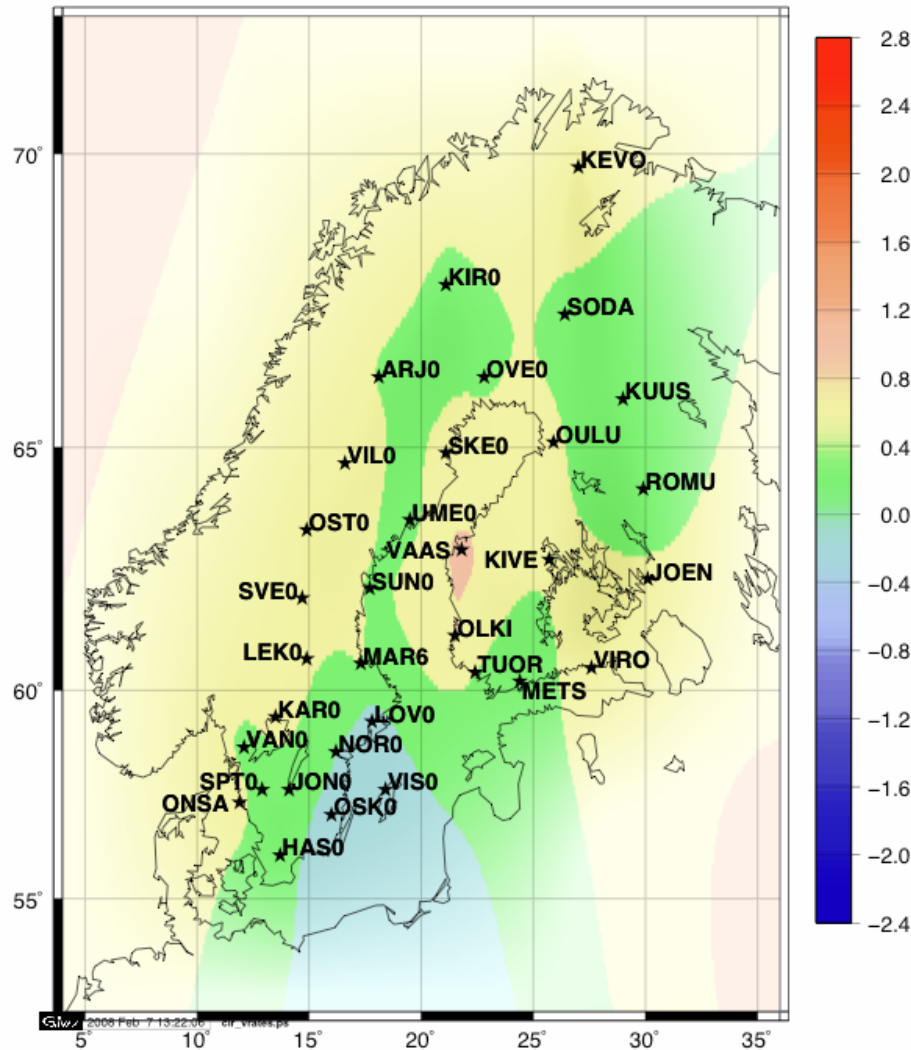 2.8
70°
KEVO
2.4
2.0
KIR0
1.6
SODA
1.2
ARJ0
OVE0
KUUS
0.8
65°
VIL0
SKE0
OULU
0.4
ROMU
OST0
UME0
0.0
VAAS
KIVE
JOEN
SVE0
SUN0
−0.4
OLKI
LEK0
MAR6
TUOR
VIRO
−0.8
60°
METS
KAR0
LOV0
VAN0
NOR0
−1.2
SPT0
JON0
VIS0
ONSA
OSK0
−1.6
HAS0
−2.0
55°
−2.4
2008 Feb 7 13:22:06 cir_vrates.ps
5° 10° 15° 20° 25° 30° 35°